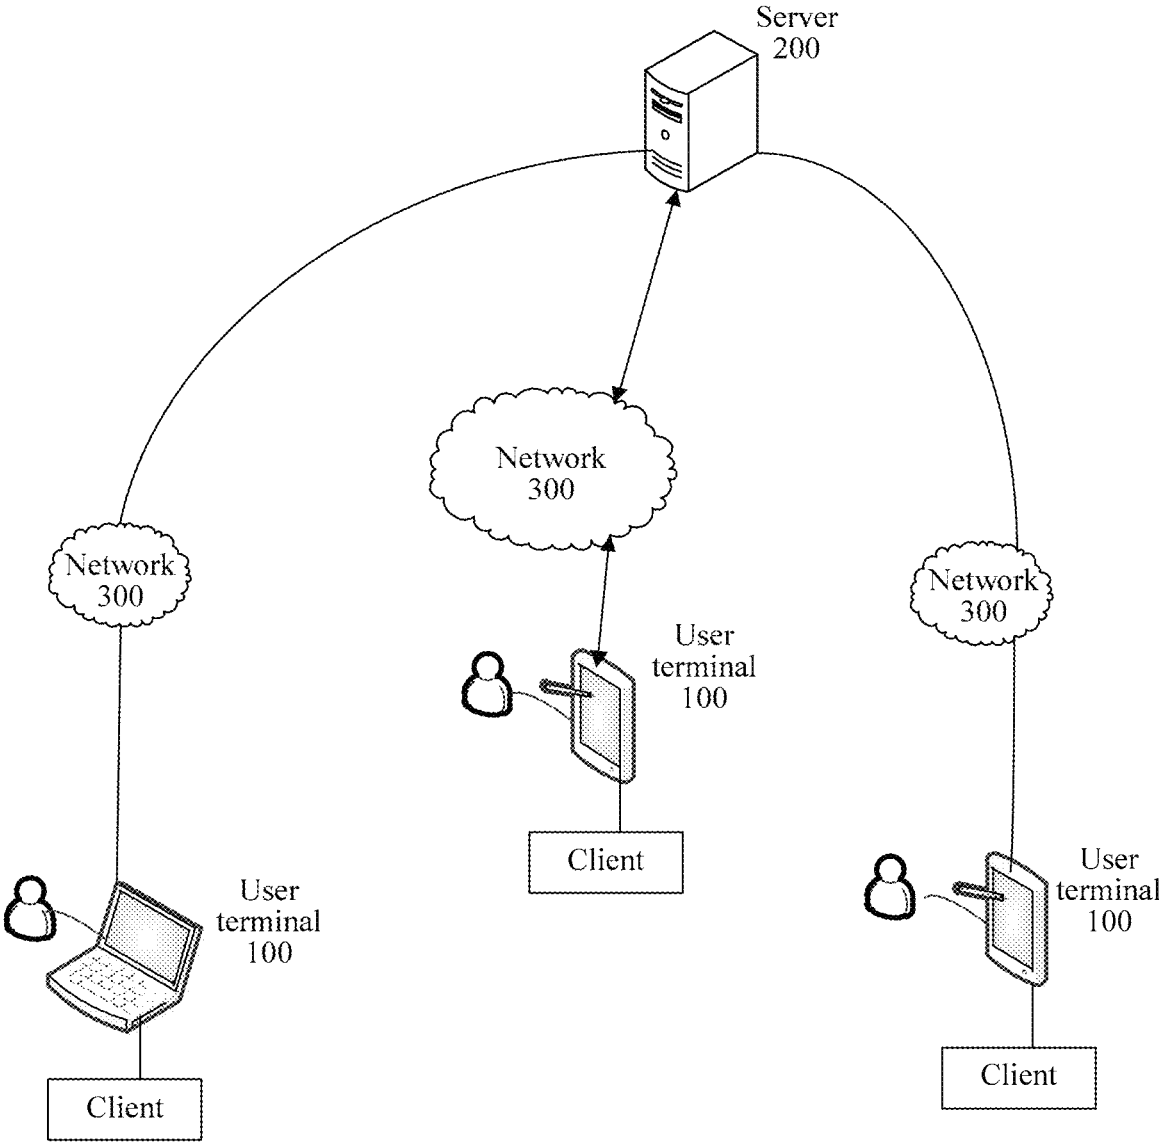 Server
200
Network
300
Network
300
Network
300
User
terminal
100
Client
User
terminal
100
Client
User
terminal
100
Client